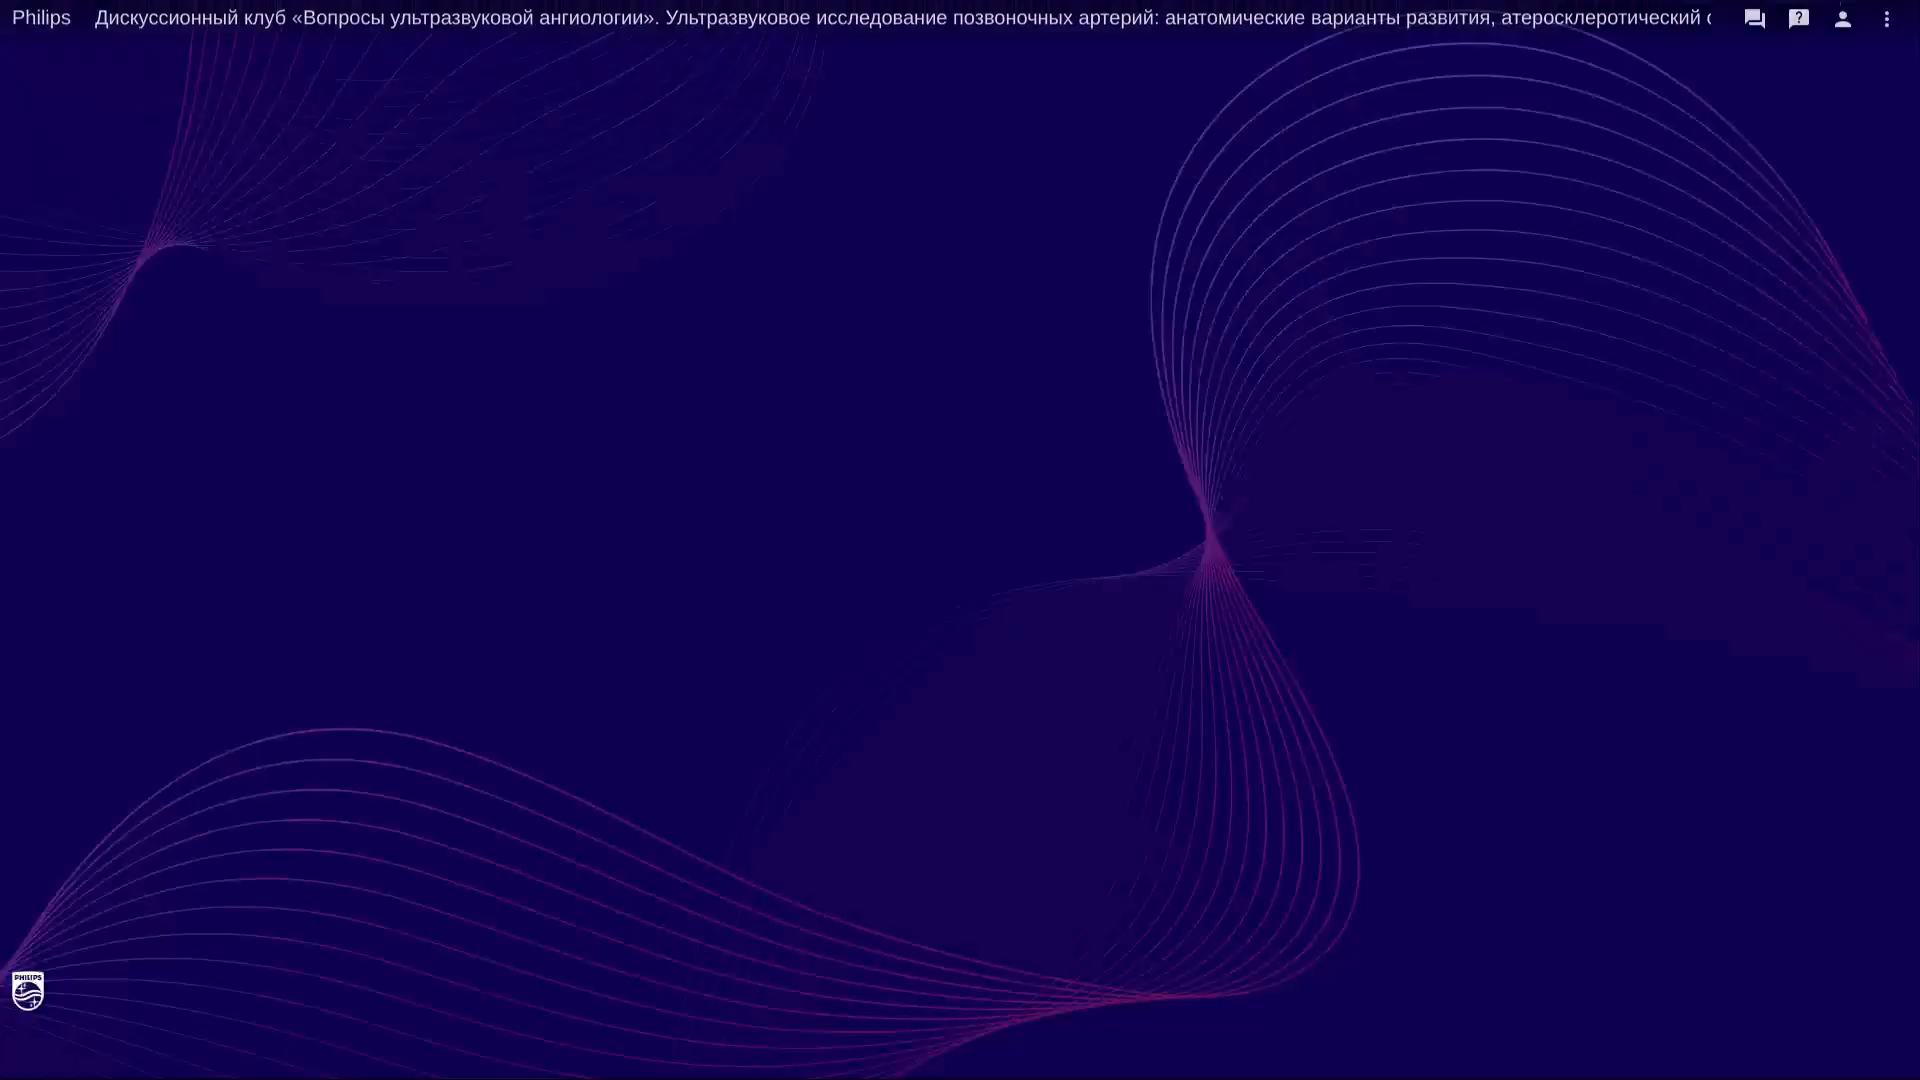 Philips Дискуссионный клуб «Вопросы ультразвуковой ангиологии». Ультразвуковое исследование позвоночных артерий: анатомические варианты развития, атеросклеротический
?
PHILIPS